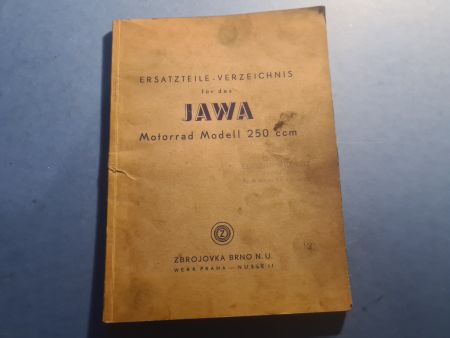 ERSATZTEILE-VERZEICHNIS
für das
JAWA
Motorrad Modell 250 ccm
Z
ZBROJOVKA BRNO N. U.
WERK PRAHA — NUSLE II